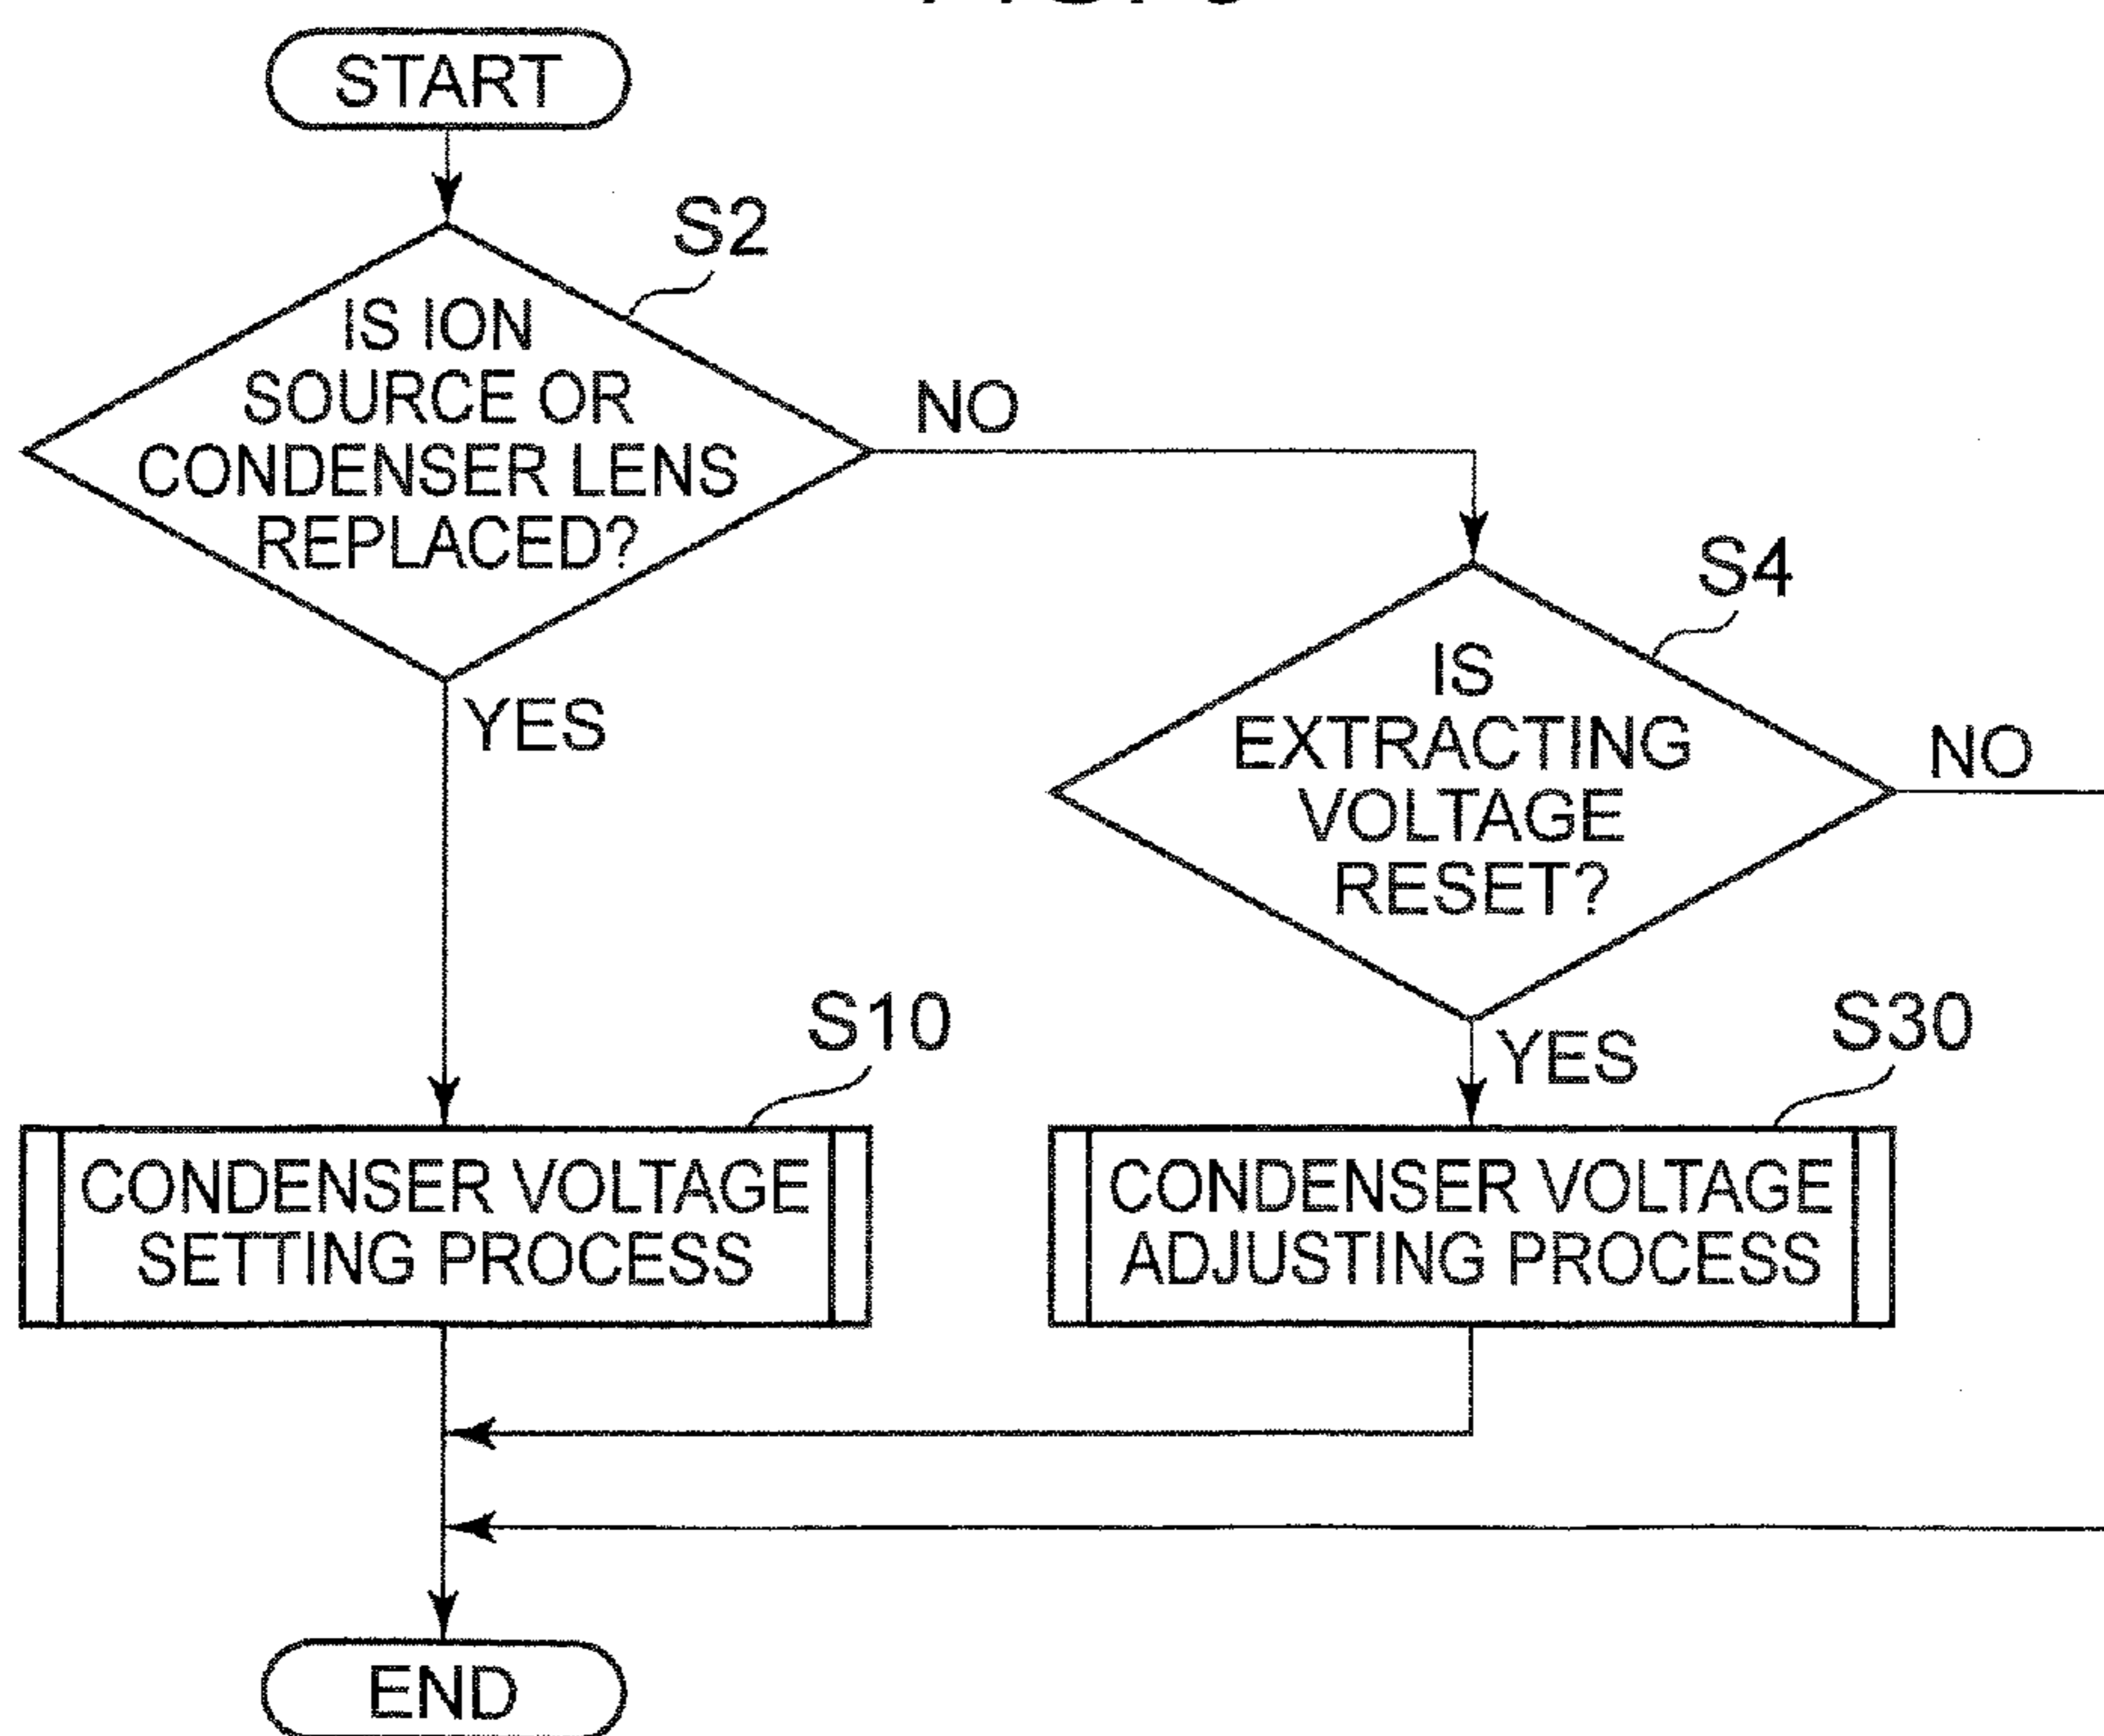 START
S2
IS ION
SOURCE OR
CONDENSER LENS
REPLACED?
NO
YES
S4
IS
EXTRACTING
VOLTAGE
RESET?
NO
YES
S10
CONDENSER VOLTAGE
SETTING PROCESS
S30
CONDENSER VOLTAGE
ADJUSTING PROCESS
END